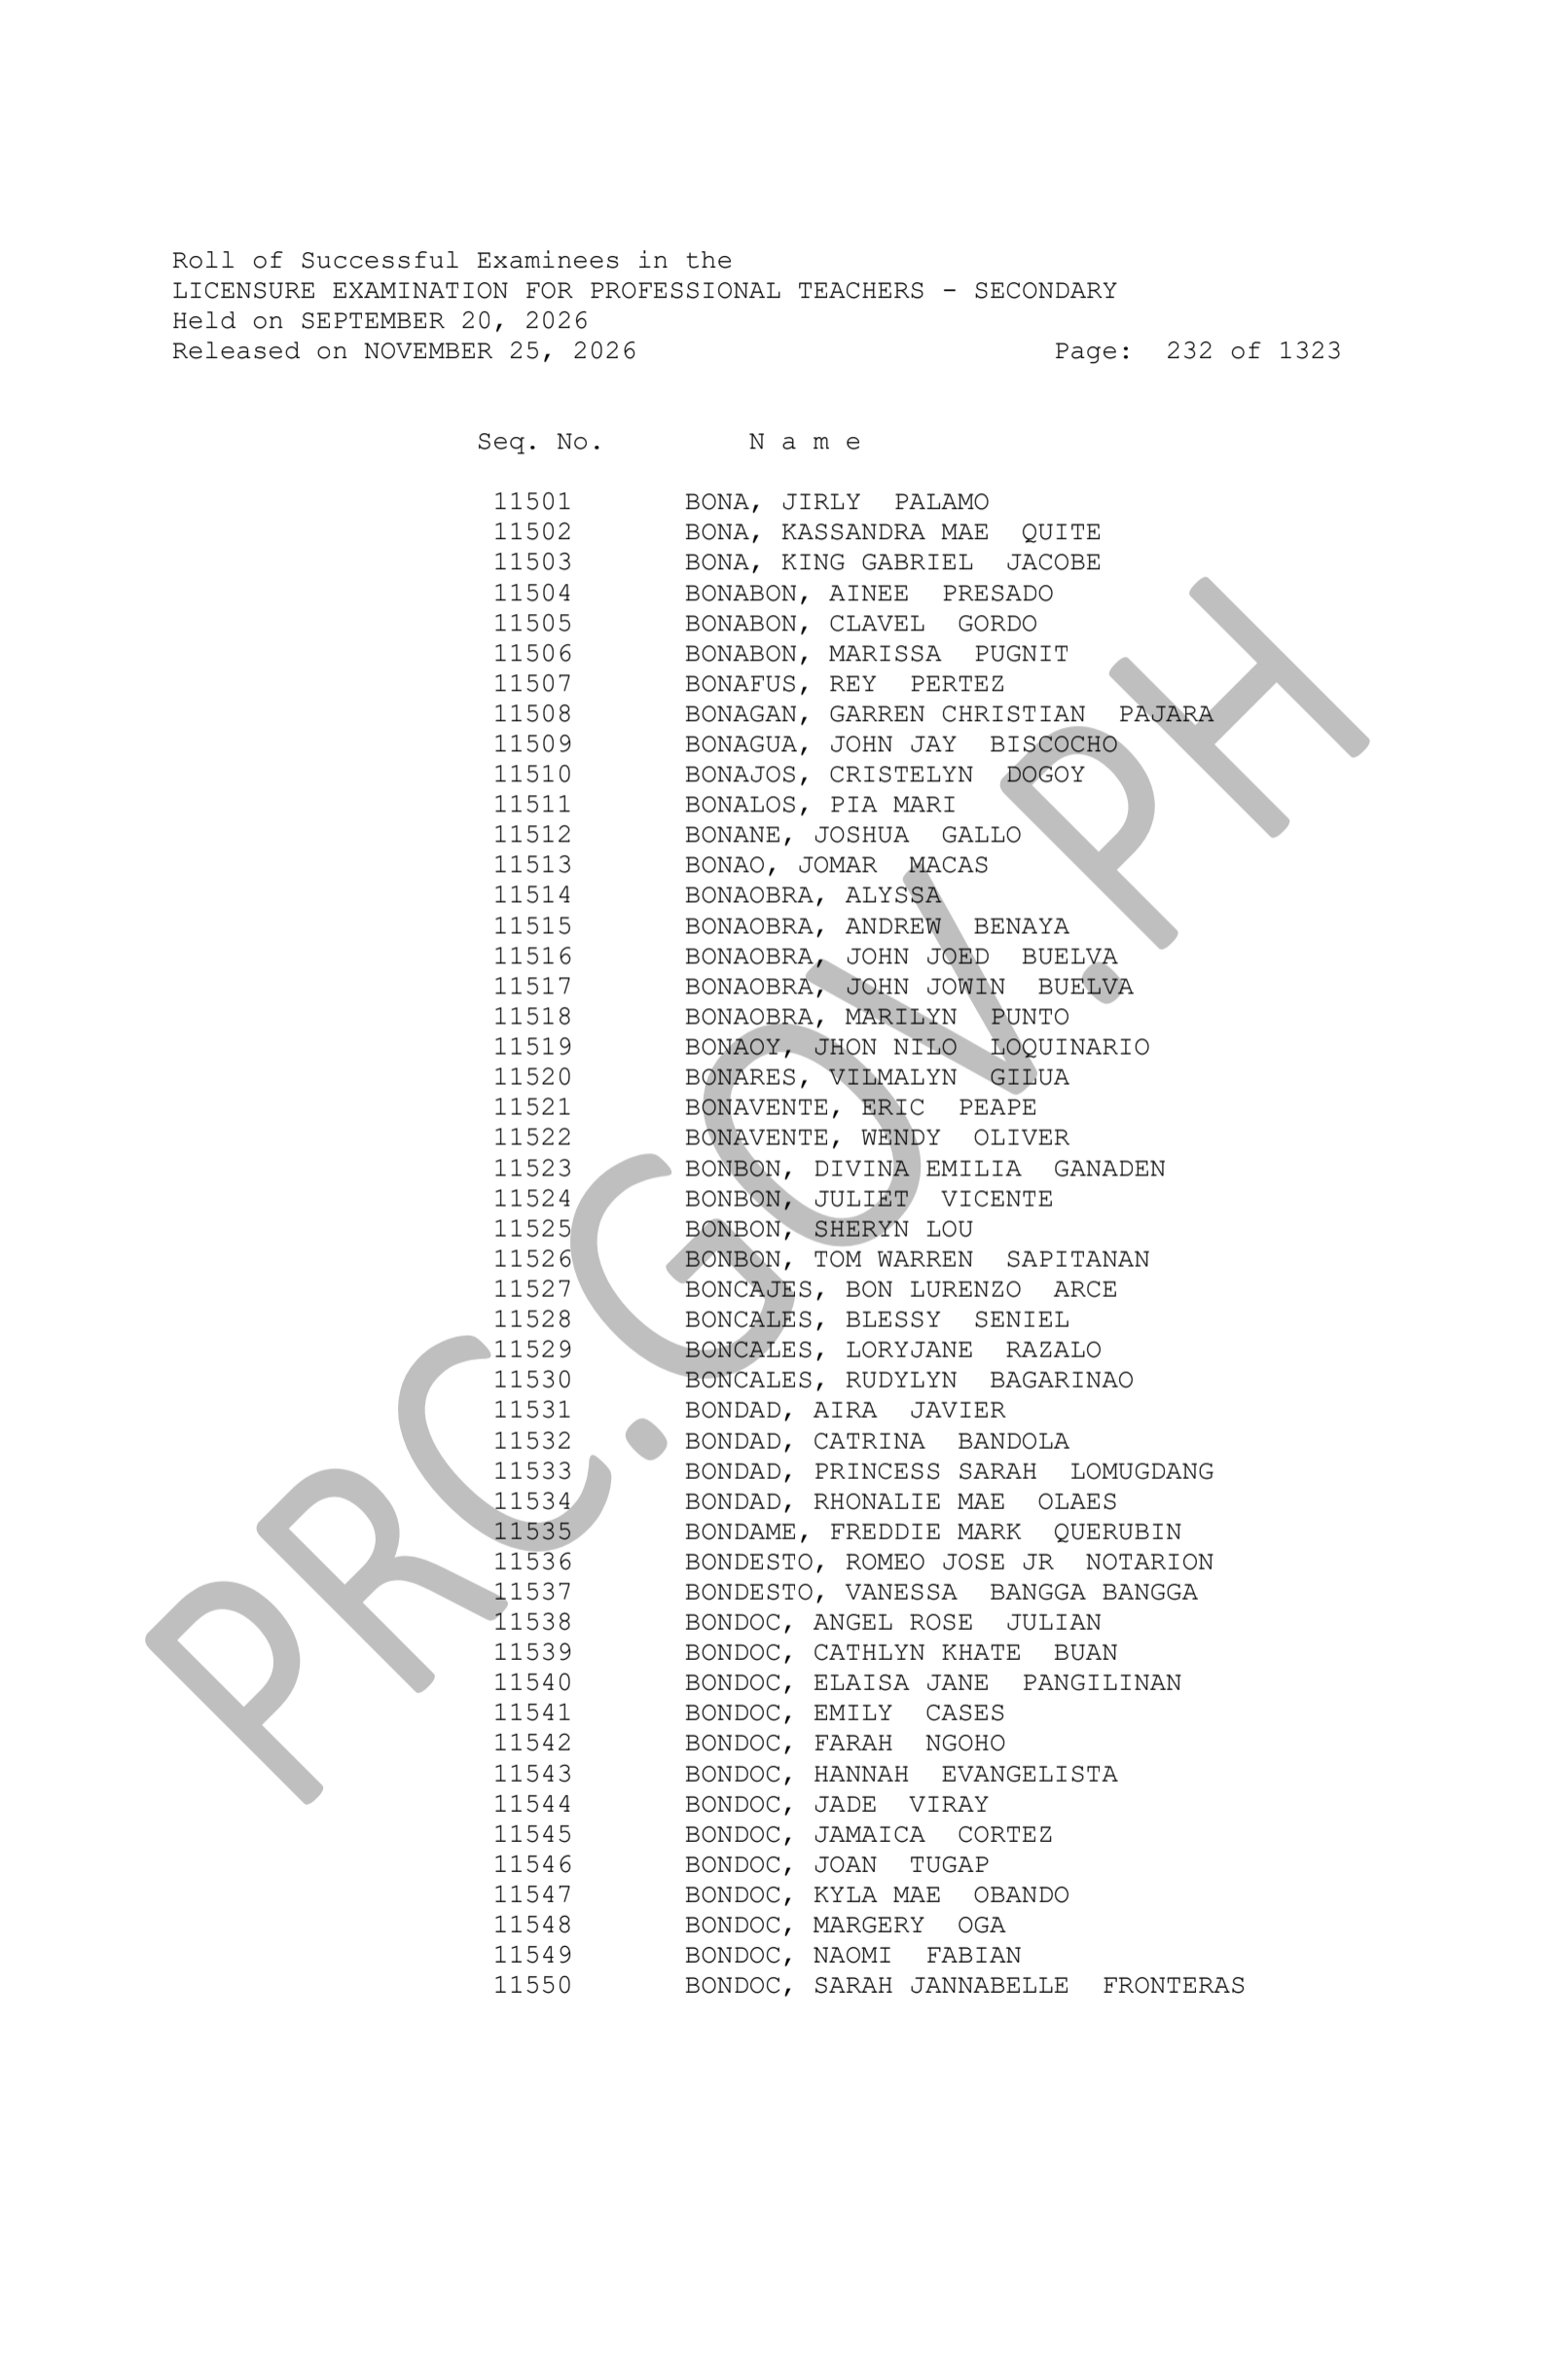 Roll of Successful Examinees in the
LICENSURE EXAMINATION FOR PROFESSIONAL TEACHERS - SECONDARY
Held on SEPTEMBER 20, 2026
Released on NOVEMBER 25, 2026 Page: 232 of 1323
Seq. No. N a m e
11501 BONA, JIRLY PALAMO
11502 BONA, KASSANDRA MAE QUITE
11503 BONA, KING GABRIEL JACOBE
11504 BONABON, AINEE PRESADO
11505 BONABON, CLAVEL GORDO
11506 BONABON, MARISSA PUGNIT
11507 BONAFUS, REY PERTEZ
11508 BONAGAN, GARREN CHRISTIAN PAJARA
11509 BONAGUA, JOHN JAY BISCOCHO
11510 BONAJOS, CRISTELYN DOGOY
11511 BONALOS, PIA MARI
11512 BONANE, JOSHUA GALLO
11513 BONAO, JOMAR MACAS
11514 BONAOBRA, ALYSSA
11515 BONAOBRA, ANDREW BENAYA
11516 BONAOBRA, JOHN JOED BUELVA
11517 BONAOBRA, JOHN JOWIN BUELVA
11518 BONAOBRA, MARILYN PUNTO
11519 BONAOY, JHON NILO LOQUINARIO
11520 BONARES, VILMALYN GILUA
11521 BONAVENTE, ERIC PEAPE
11522 BONAVENTE, WENDY OLIVER
11523 BONBON, DIVINA EMILIA GANADEN
11524 BONBON, JULIET VICENTE
11525 BONBON, SHERYN LOU
11526 BONBON, TOM WARREN SAPITANAN
11527 BONCAJES, BON LURENZO ARCE
11528 BONCALES, BLESSY SENIEL
11529 BONCALES, LORYJANE RAZALO
11530 BONCALES, RUDYLYN BAGARINAO
11531 BONDAD, AIRA JAVIER
11532 BONDAD, CATRINA BANDOLA
11533 BONDAD, PRINCESS SARAH LOMUGDANG
11534 BONDAD, RHONALIE MAE OLAES
11535 BONDAME, FREDDIE MARK QUERUBIN
11536 BONDESTO, ROMEO JOSE JR NOTARION
11537 BONDESTO, VANESSA BANGGA BANGGA
11538 BONDOC, ANGEL ROSE JULIAN
11539 BONDOC, CATHLYN KHATE BUAN
11540 BONDOC, ELAISA JANE PANGILINAN
11541 BONDOC, EMILY CASES
11542 BONDOC, FARAH NGOHO
11543 BONDOC, HANNAH EVANGELISTA
11544 BONDOC, JADE VIRAY
11545 BONDOC, JAMAICA CORTEZ
11546 BONDOC, JOAN TUGAP
11547 BONDOC, KYLA MAE OBANDO
11548 BONDOC, MARGERY OGA
11549 BONDOC, NAOMI FABIAN
11550 BONDOC, SARAH JANNABELLE FRONTERAS
PRC.GOV.PH